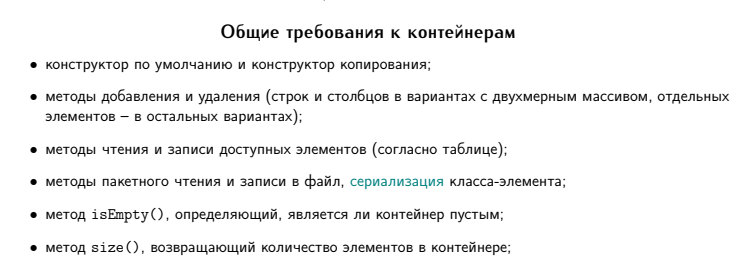 Общие требования к контейнерам
• конструктор по умолчанию и конструктор копирования;
• методы добавления и удаления (строк и столбцов в вариантах с двухмерным массивом, отдельных
элементов – в остальных вариантах);
• методы чтения и записи доступных элементов (согласно таблице);
• методы пакетного чтения и записи в файл, сериализация класса-элемента;
• метод isEmpty(), определяющий, является ли контейнер пустым;
• метод size(), возвращающий количество элементов в контейнере;